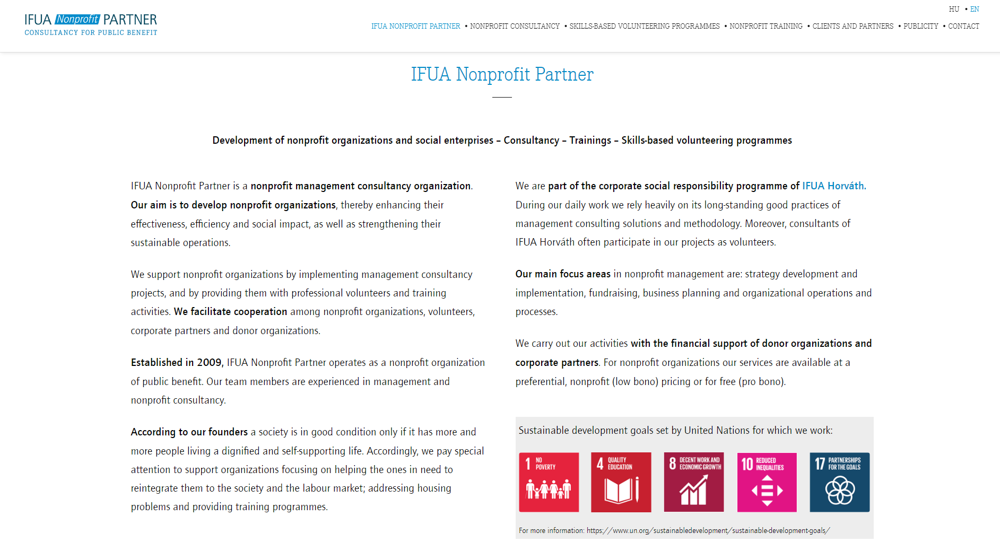 IFUA Nonprofit PARTNER
CONSULTANCY FOR PUBLIC BENEFIT
HU • EN
IFUA NONPROFIT PARTNER • NONPROFIT CONSULTANCY • SKILLS-BASED VOLUNTEERING PROGRAMMES • NONPROFIT TRAINING • CLIENTS AND PARTNERS • PUBLICITY • CONTACT
IFUA Nonprofit Partner
Development of nonprofit organizations and social enterprises – Consultancy – Trainings – Skills-based volunteering programmes
IFUA Nonprofit Partner is a nonprofit management consultancy organization.
Our aim is to develop nonprofit organizations, thereby enhancing their
effectiveness, efficiency and social impact, as well as strengthening their
sustainable operations.
We support nonprofit organizations by implementing management consultancy
projects, and by providing them with professional volunteers and training
activities. We facilitate cooperation among nonprofit organizations, volunteers,
corporate partners and donor organizations.
Established in 2009, IFUA Nonprofit Partner operates as a nonprofit organization
of public benefit. Our team members are experienced in management and
nonprofit consultancy.
According to our founders a society is in good condition only if it has more and
more people living a dignified and self-supporting life. Accordingly, we pay special
attention to support organizations focusing on helping the ones in need to
reintegrate them to the society and the labour market; addressing housing
problems and providing training programmes.
We are part of the corporate social responsibility programme of IFUA Horváth.
During our daily work we rely heavily on its long-standing good practices of
management consulting solutions and methodology. Moreover, consultants of
IFUA Horváth often participate in our projects as volunteers.
Our main focus areas in nonprofit management are: strategy development and
implementation, fundraising, business planning and organizational operations and
processes.
We carry out our activities with the financial support of donor organizations and
corporate partners. For nonprofit organizations our services are available at a
preferential, nonprofit (low bono) pricing or for free (pro bono).
Sustainable development goals set by United Nations for which we work:
1 NO
POVERTY
4 QUALITY
EDUCATION
8 DECENT WORK AND
ECONOMIC GROWTH
10 REDUCED
INEQUALITIES
17 PARTNERSHIPS
FOR THE GOALS
For more information: https://www.un.org/sustainabledevelopment/sustainable-development-goals/